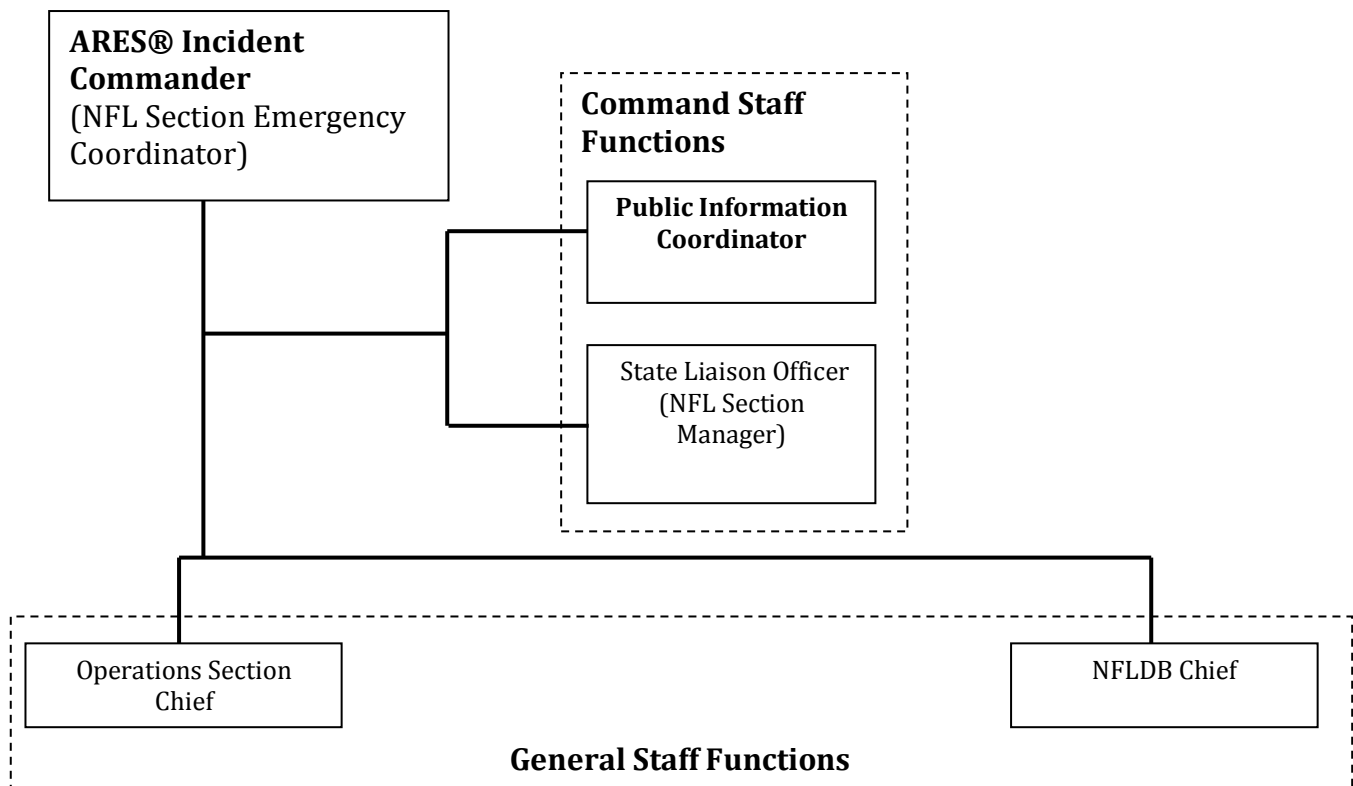 ARES® Incident
Commander
(NFL Section Emergency
Coordinator)
Command Staff
Functions
Public Information
Coordinator
State Liaison Officer
(NFL Section
Manager)
Operations Section
Chief
NFLDB Chief
General Staff Functions